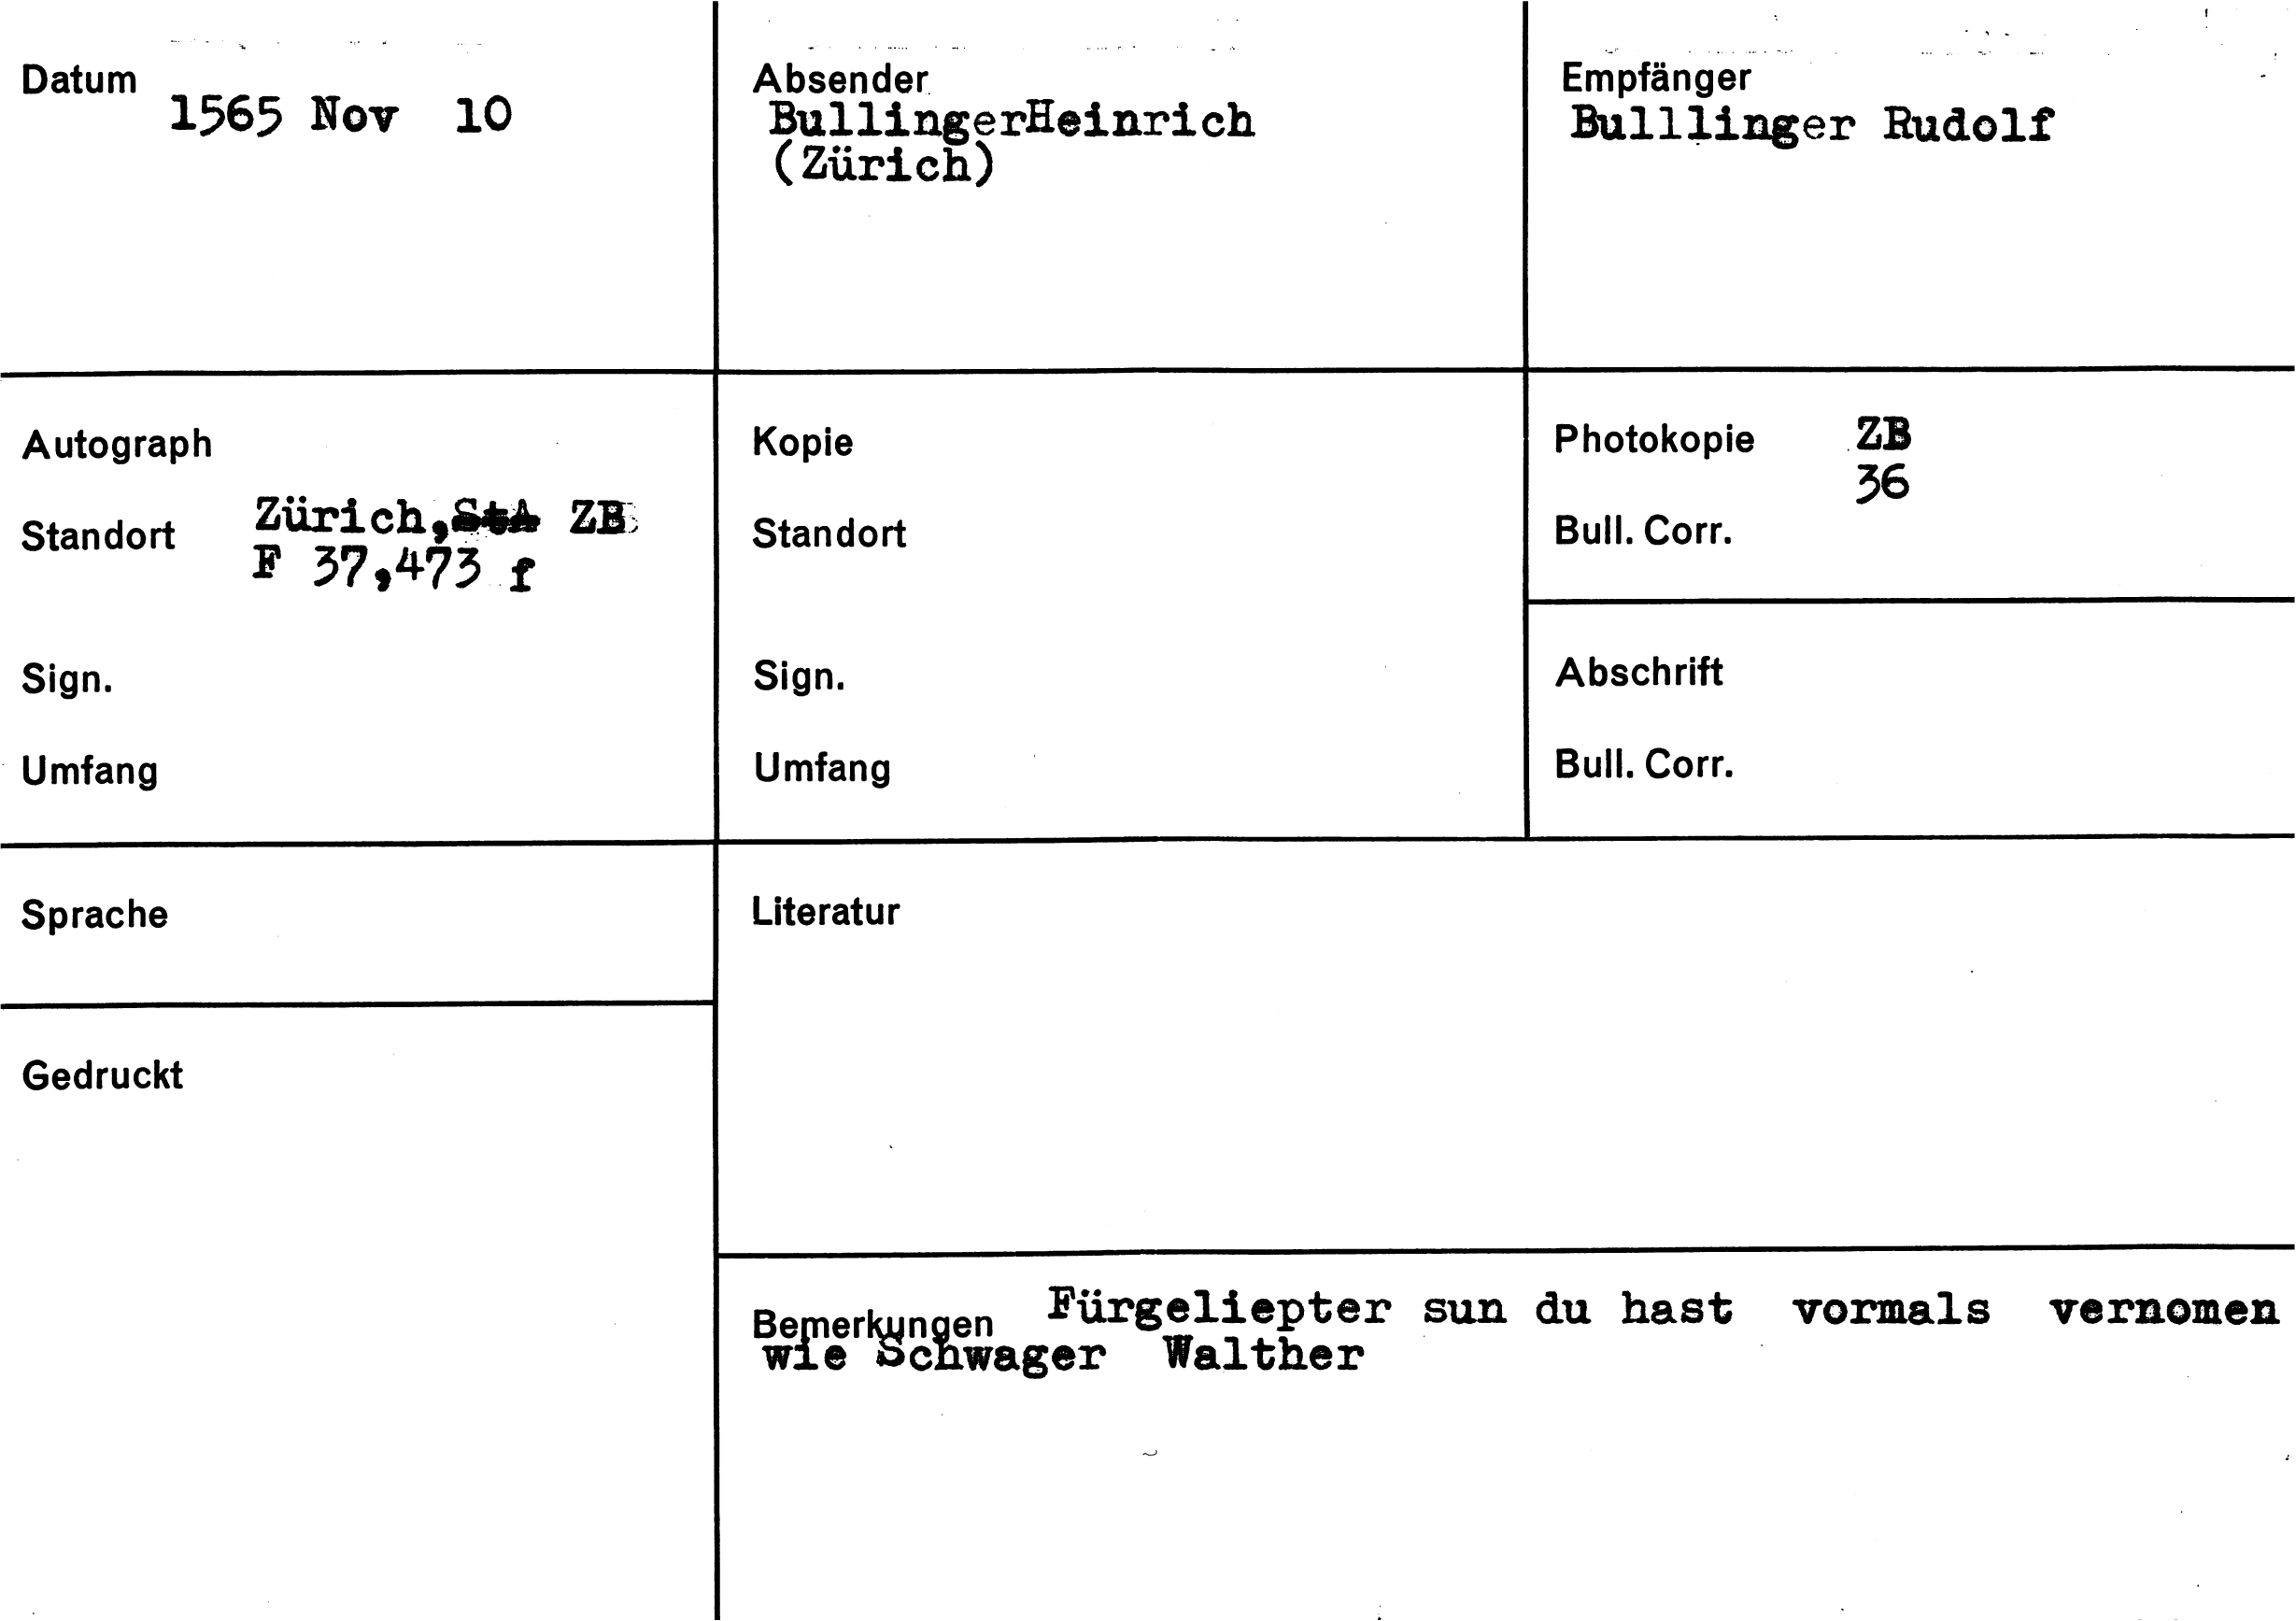 Datum
1565 Nov 10
Absender
BullingerHeinrich
(Zürich)
Empfänger
Bulllinger Rudolf
Autograph
Standort
Zürich,StA ZB
F 37,473 f
Sign.
Umfang
Kopie
Standort
Sign.
Umfang
Photokopie ZB
36
Bull. Corr.
Abschrift
Bull. Corr.
Sprache
Gedruckt
Literatur
Bemerkungen Fürgeliepter sun du hast vormals vernomen
wie Schwager Walther